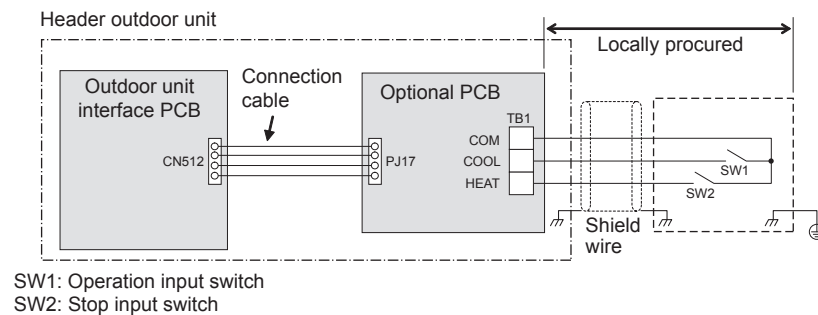 Header outdoor unit
Locally procured
Outdoor unit
interface PCB
Connection
cable
Optional PCB
TB1
COM
COOL
HEAT
CN512
PJ17
SW1
SW2
Shield
wire
SW1: Operation input switch
SW2: Stop input switch